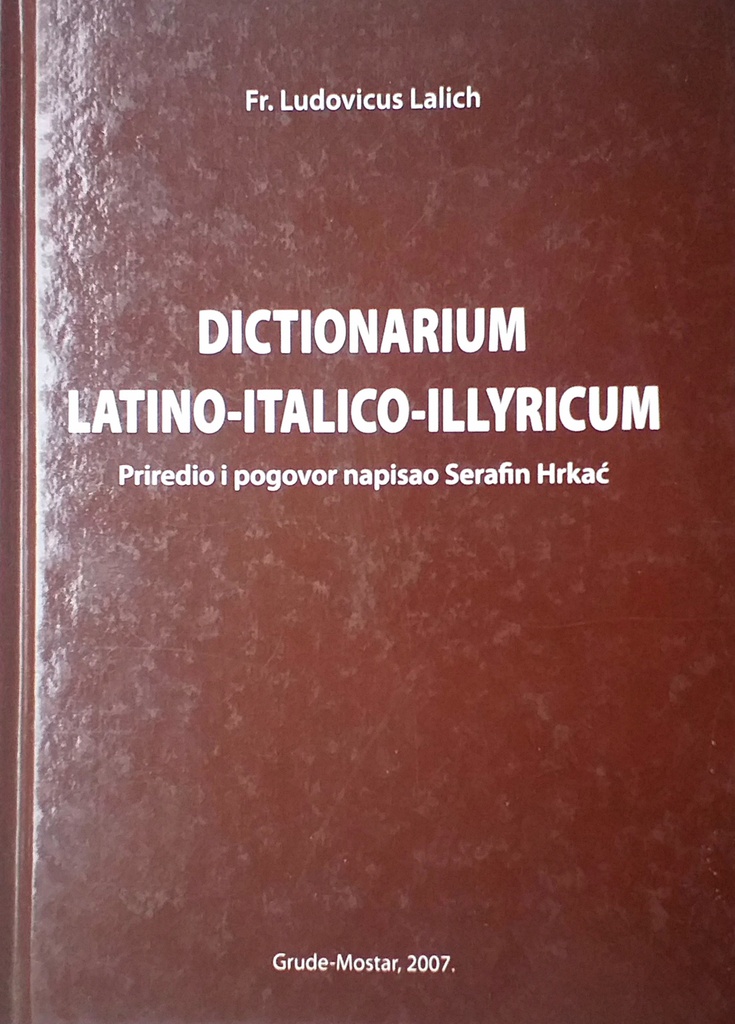 Fr. Ludovicus Lalich
DICTIONARIUM
LATINO-ITALICO-ILLYRICUM
Priredio i pogovor napisao Serafin Hrkać
Grude-Mostar, 2007.